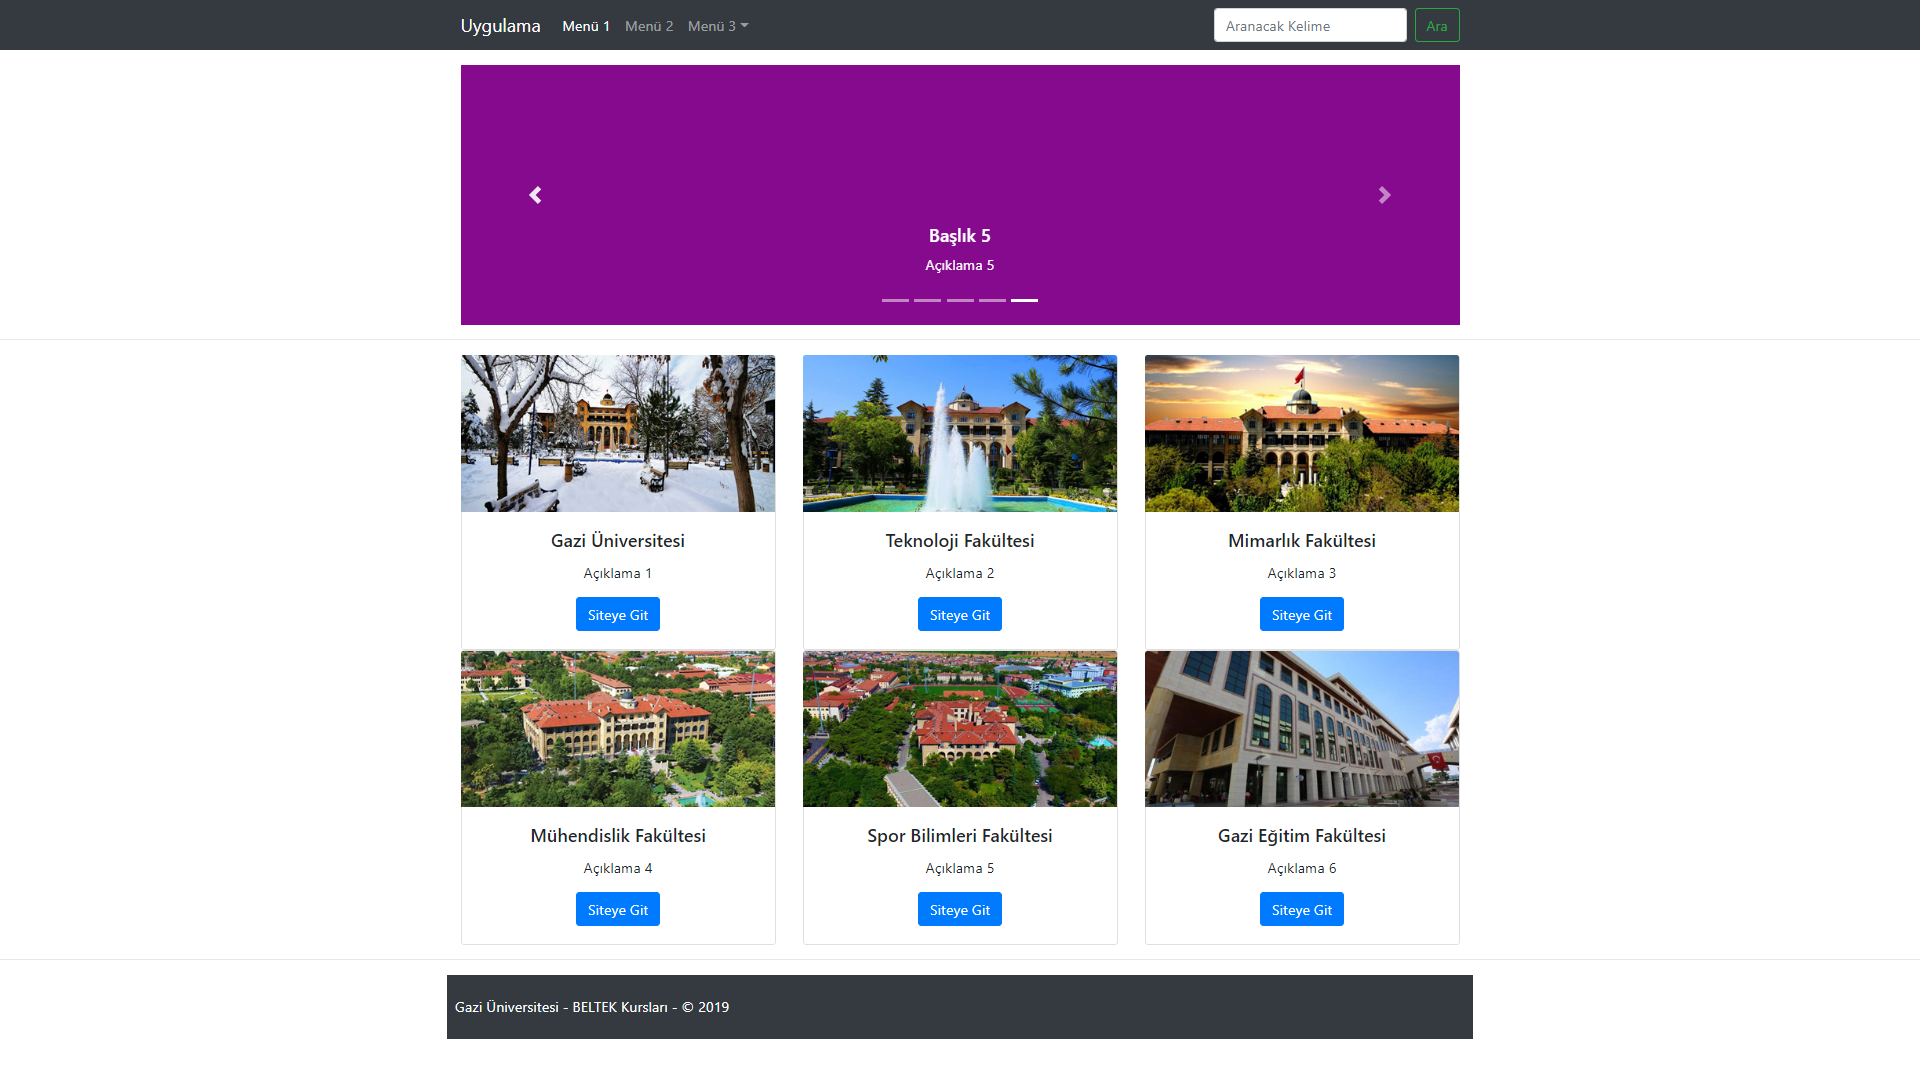 Uygulama Menü 1 Menü 2 Menü 3 Aranacak Kelime Ara
Başlık 5
Açıklama 5
Gazi Üniversitesi
Açıklama 1
Siteye Git
Teknoloji Fakültesi
Açıklama 2
Siteye Git
Mimarlık Fakültesi
Açıklama 3
Siteye Git
Mühendislik Fakültesi
Açıklama 4
Siteye Git
Spor Bilimleri Fakültesi
Açıklama 5
Siteye Git
Gazi Eğitim Fakültesi
Açıklama 6
Siteye Git
Gazi Üniversitesi - BELTEK Kursları - © 2019